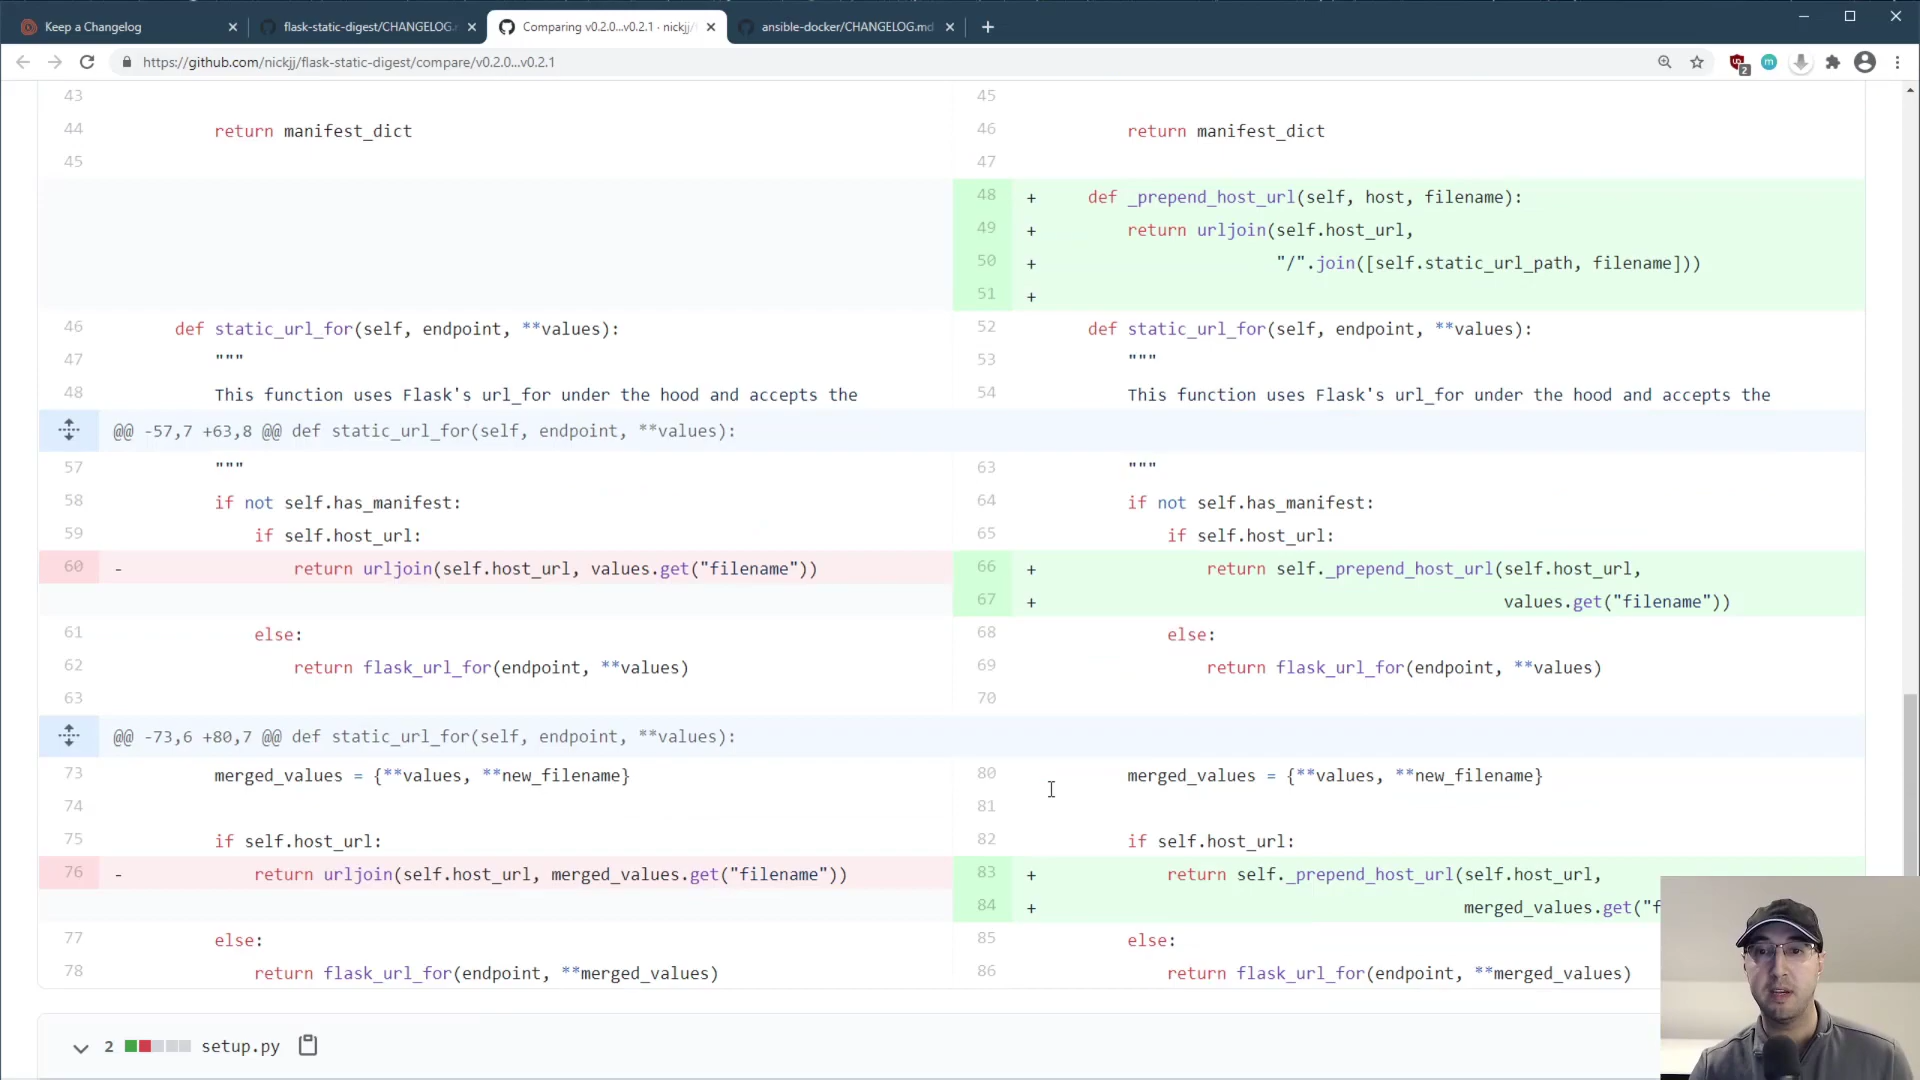 Keep a Changelog
flask-static-digest/CHANGELOG.
Comparing v0.2.0...v0.2.1 · nickjj/
ansible-docker/CHANGELOG.md
https://github.com/nickjj/flask-static-digest/compare/v0.2.0...v0.2.1
2
43
45
44 return manifest_dict
46 return manifest_dict
45
47
48 + def _prepend_host_url(self, host, filename):
49 + return urljoin(self.host_url,
50 + "/".join([self.static_url_path, filename]))
51 +
46 def static_url_for(self, endpoint, **values):
52 def static_url_for(self, endpoint, **values):
47 """
53 """
48 This function uses Flask's url_for under the hood and accepts the
54 This function uses Flask's url_for under the hood and accepts the
@@ -57,7 +63,8 @@ def static_url_for(self, endpoint, **values):
57 """
63 """
58 if not self.has_manifest:
64 if not self.has_manifest:
59 if self.host_url:
65 if self.host_url:
60 - return urljoin(self.host_url, values.get("filename"))
66 + return self._prepend_host_url(self.host_url,
67 + values.get("filename"))
61 else:
68 else:
62 return flask_url_for(endpoint, **values)
69 return flask_url_for(endpoint, **values)
63
70
@@ -73,6 +80,7 @@ def static_url_for(self, endpoint, **values):
73 merged_values = {**values, **new_filename}
80 merged_values = {**values, **new_filename}
74
81
75 if self.host_url:
82 if self.host_url:
76 - return urljoin(self.host_url, merged_values.get("filename"))
83 + return self._prepend_host_url(self.host_url,
84 + merged_values.get("f
77 else:
85 else:
78 return flask_url_for(endpoint, **merged_values)
86 return flask_url_for(endpoint, **merged_values)
2 setup.py